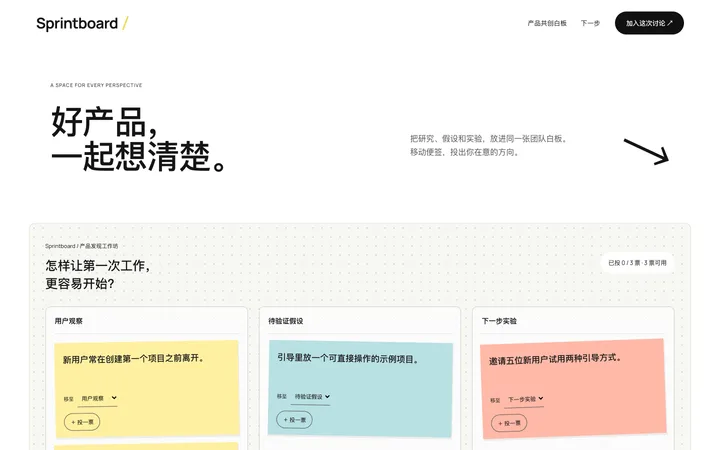 Sprintboard /
产品共创白板
下一步
加入这次讨论 ↗
A SPACE FOR EVERY PERSPECTIVE
好产品，
一起想清楚。
把研究、假设和实验，放进同一张团队白板。
移动便签，投出你在意的方向。
Sprintboard / 产品发现工作坊
怎样让第一次工作，
更容易开始？
已投 0 / 3 票 · 3 票可用
用户观察
新用户常在创建第一个项目之前离开。
移至 用户观察
+ 投一票
待验证假设
引导里放一个可直接操作的示例项目。
移至 待验证假设
+ 投一票
下一步实验
邀请五位新用户试用两种引导方式。
移至 下一步实验
+ 投一票